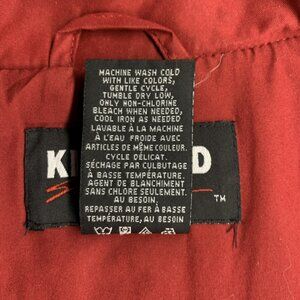 MACHINE WASH COLD
WITH LIKE COLORS,
GENTLE CYCLE,
TUMBLE DRY LOW,
ONLY NON-CHLORINE
BLEACH WHEN NEEDED,
COOL IRON AS NEEDED
LAVABLE À LA MACHINE
À L'EAU FROIDE AVEC
ARTICLES DE MÊME COULEUR.
CYCLE DÉLICAT.
SÉCHAGE PAR CULBUTAGE
À BASSE TEMPÉRATURE.
AGENT DE BLANCHIMENT
SANS CHLORE SEULEMENT,
AU BESOIN.
REPASSER AU FER À BASSE
TEMPÉRATURE, AU BESOIN.
K
D
TM